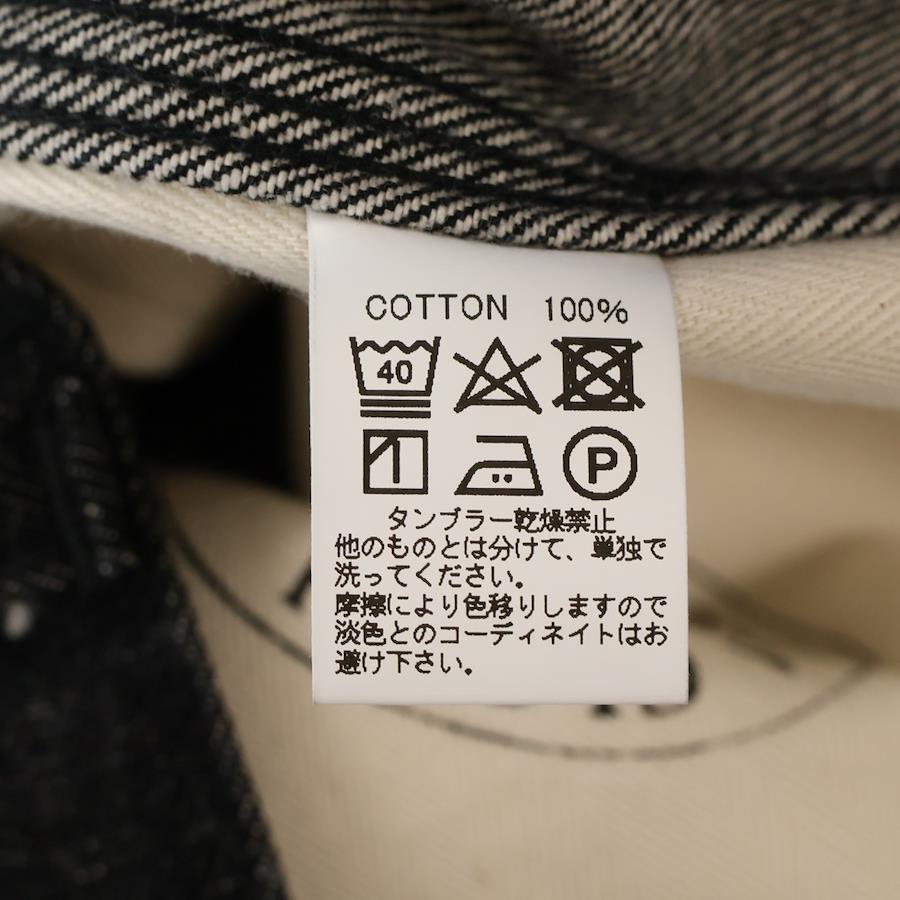 COTTON 100%
40
P
タンブラー乾燥禁止
他のものとは分けて、単独で
洗ってください。
摩擦により色移りしますので
淡色とのコーディネイトはお
避け下さい。